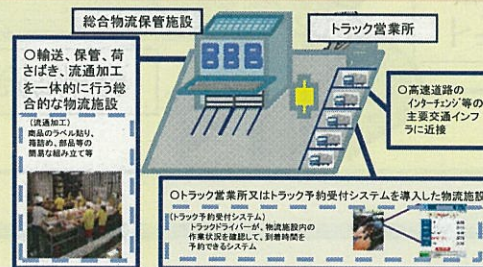 総合物流保管施設
トラック営業所
BBB
○輸送、保管、荷
さばき、流通加工
を一体的に行う総
合的な物流施設
(流通加工)
商品のラベル貼り、
箱詰め、部品等の
簡易な組み立て等
○高速道路の
インターチェンジ等の
主要交通インフ
ラに近接
○トラック営業所又はトラック予約受付システムを導入した物流施設
(トラック予約受付システム)
トラックドライバーが、物流施設内の
作業状況を確認して、到着時間を
予約できるシステム